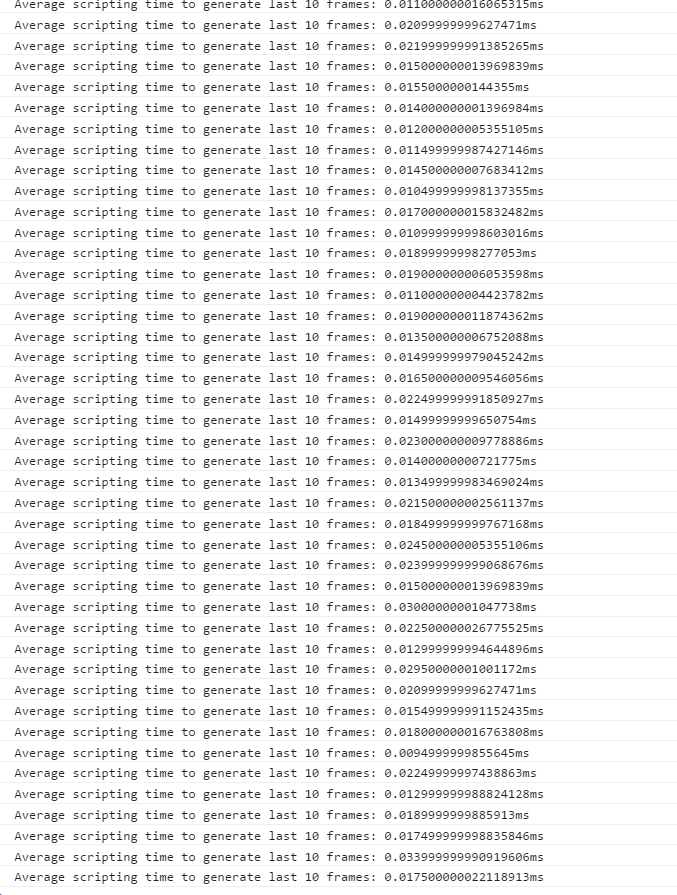 Average scripting time to generate last 10 frames: 0.011000000016065315ms
Average scripting time to generate last 10 frames: 0.02099999999627471ms
Average scripting time to generate last 10 frames: 0.021999999991385265ms
Average scripting time to generate last 10 frames: 0.015000000013969839ms
Average scripting time to generate last 10 frames: 0.0155000000144355ms
Average scripting time to generate last 10 frames: 0.014000000001396984ms
Average scripting time to generate last 10 frames: 0.012000000005355105ms
Average scripting time to generate last 10 frames: 0.011499999987427146ms
Average scripting time to generate last 10 frames: 0.014500000007683412ms
Average scripting time to generate last 10 frames: 0.010499999998137355ms
Average scripting time to generate last 10 frames: 0.017000000015832482ms
Average scripting time to generate last 10 frames: 0.010999999998603016ms
Average scripting time to generate last 10 frames: 0.01899999998277053ms
Average scripting time to generate last 10 frames: 0.019000000006053598ms
Average scripting time to generate last 10 frames: 0.011000000004423782ms
Average scripting time to generate last 10 frames: 0.019000000011874362ms
Average scripting time to generate last 10 frames: 0.013500000006752088ms
Average scripting time to generate last 10 frames: 0.014999999979045242ms
Average scripting time to generate last 10 frames: 0.016500000009546056ms
Average scripting time to generate last 10 frames: 0.022499999991850927ms
Average scripting time to generate last 10 frames: 0.01499999999650754ms
Average scripting time to generate last 10 frames: 0.023000000009778886ms
Average scripting time to generate last 10 frames: 0.01400000000721775ms
Average scripting time to generate last 10 frames: 0.013499999983469024ms
Average scripting time to generate last 10 frames: 0.021500000002561137ms
Average scripting time to generate last 10 frames: 0.018499999999767168ms
Average scripting time to generate last 10 frames: 0.024500000005355106ms
Average scripting time to generate last 10 frames: 0.023999999999068676ms
Average scripting time to generate last 10 frames: 0.015000000013969839ms
Average scripting time to generate last 10 frames: 0.03000000001047738ms
Average scripting time to generate last 10 frames: 0.022500000026775525ms
Average scripting time to generate last 10 frames: 0.012999999994644896ms
Average scripting time to generate last 10 frames: 0.02950000001001172ms
Average scripting time to generate last 10 frames: 0.02099999999627471ms
Average scripting time to generate last 10 frames: 0.015499999991152435ms
Average scripting time to generate last 10 frames: 0.018000000016763808ms
Average scripting time to generate last 10 frames: 0.0094999999855645ms
Average scripting time to generate last 10 frames: 0.02249999997438863ms
Average scripting time to generate last 10 frames: 0.012999999988824128ms
Average scripting time to generate last 10 frames: 0.0189999999885913ms
Average scripting time to generate last 10 frames: 0.017499999998835846ms
Average scripting time to generate last 10 frames: 0.033999999990919606ms
Average scripting time to generate last 10 frames: 0.017500000022118913ms